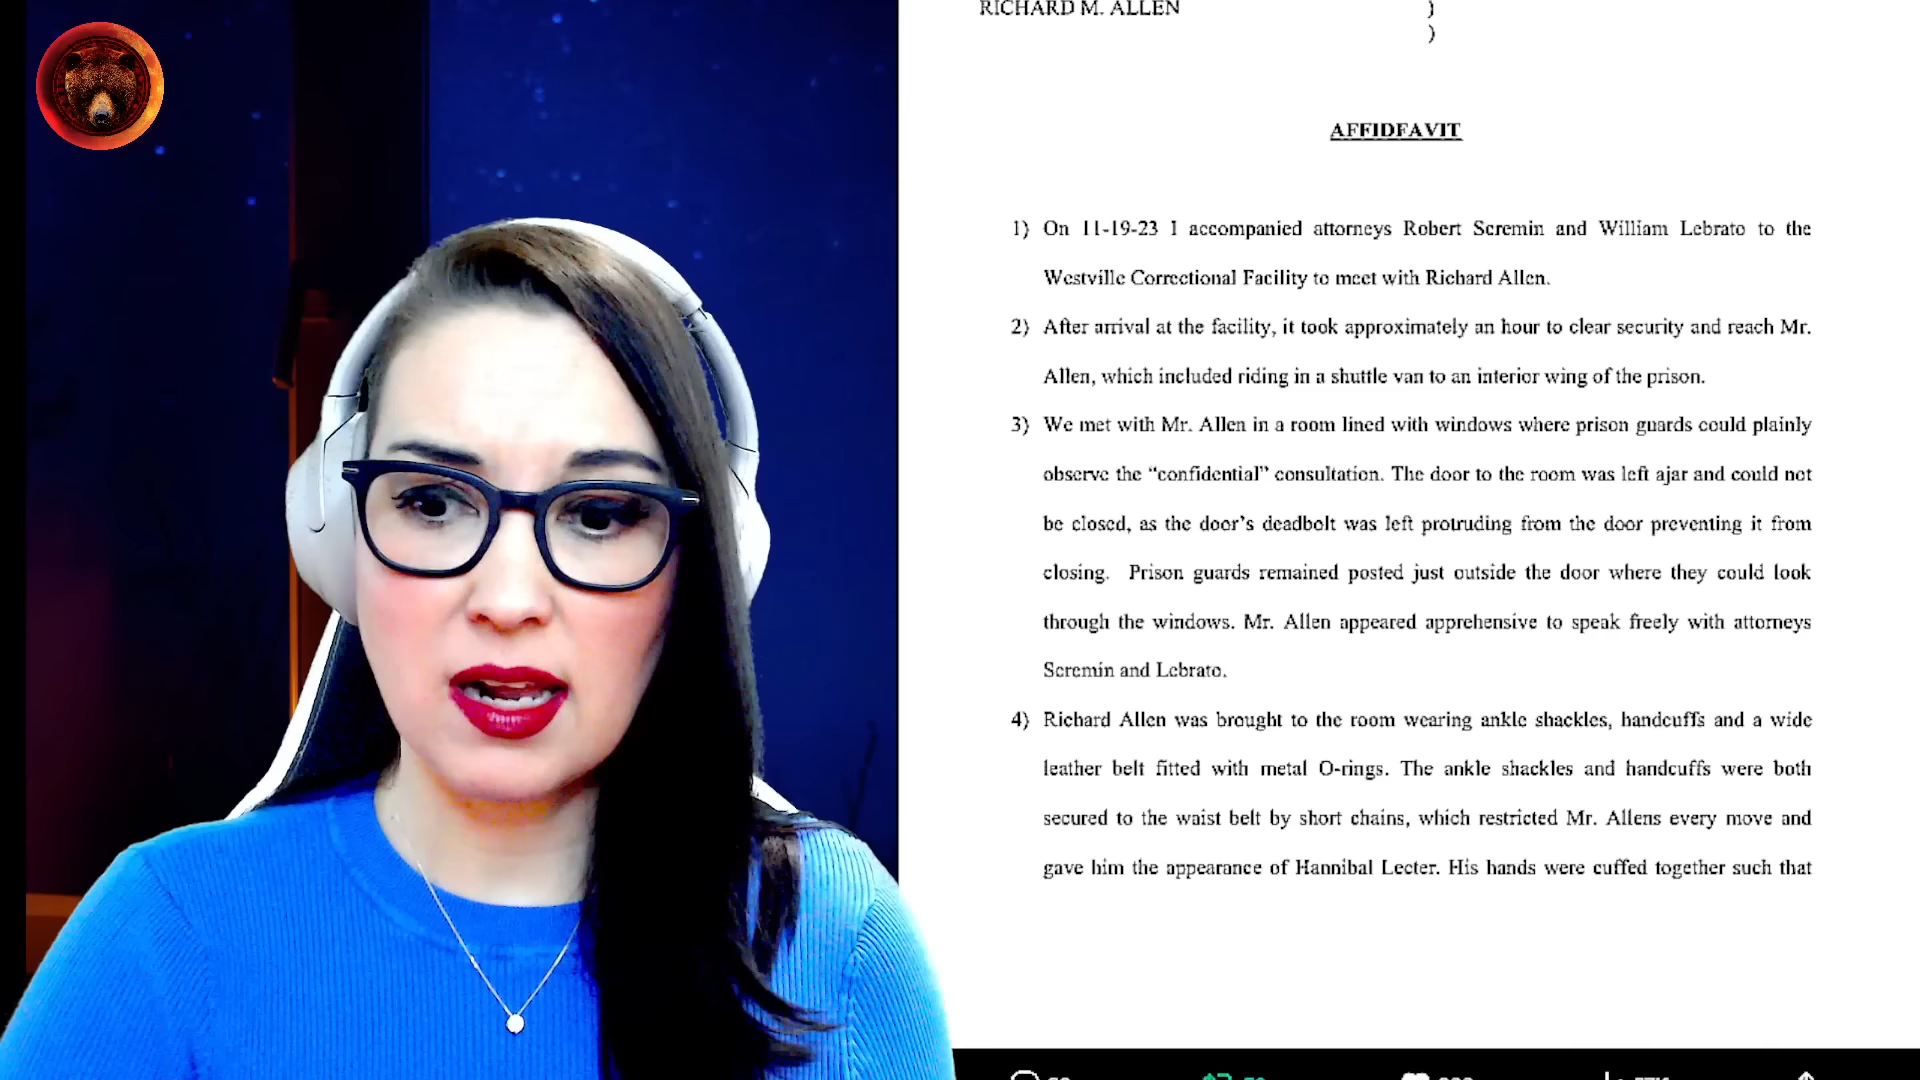 RICHARD M. ALLEN )
)
AFFIDFAVIT
1) On 11-19-23 I accompanied attorneys Robert Scremin and William Lebrato to the
Westville Correctional Facility to meet with Richard Allen.
2) After arrival at the facility, it took approximately an hour to clear security and reach Mr.
Allen, which included riding in a shuttle van to an interior wing of the prison.
3) We met with Mr. Allen in a room lined with windows where prison guards could plainly
observe the “confidential” consultation. The door to the room was left ajar and could not
be closed, as the door’s deadbolt was left protruding from the door preventing it from
closing. Prison guards remained posted just outside the door where they could look
through the windows. Mr. Allen appeared apprehensive to speak freely with attorneys
Scremin and Lebrato.
4) Richard Allen was brought to the room wearing ankle shackles, handcuffs and a wide
leather belt fitted with metal O-rings. The ankle shackles and handcuffs were both
secured to the waist belt by short chains, which restricted Mr. Allens every move and
gave him the appearance of Hannibal Lecter. His hands were cuffed together such that